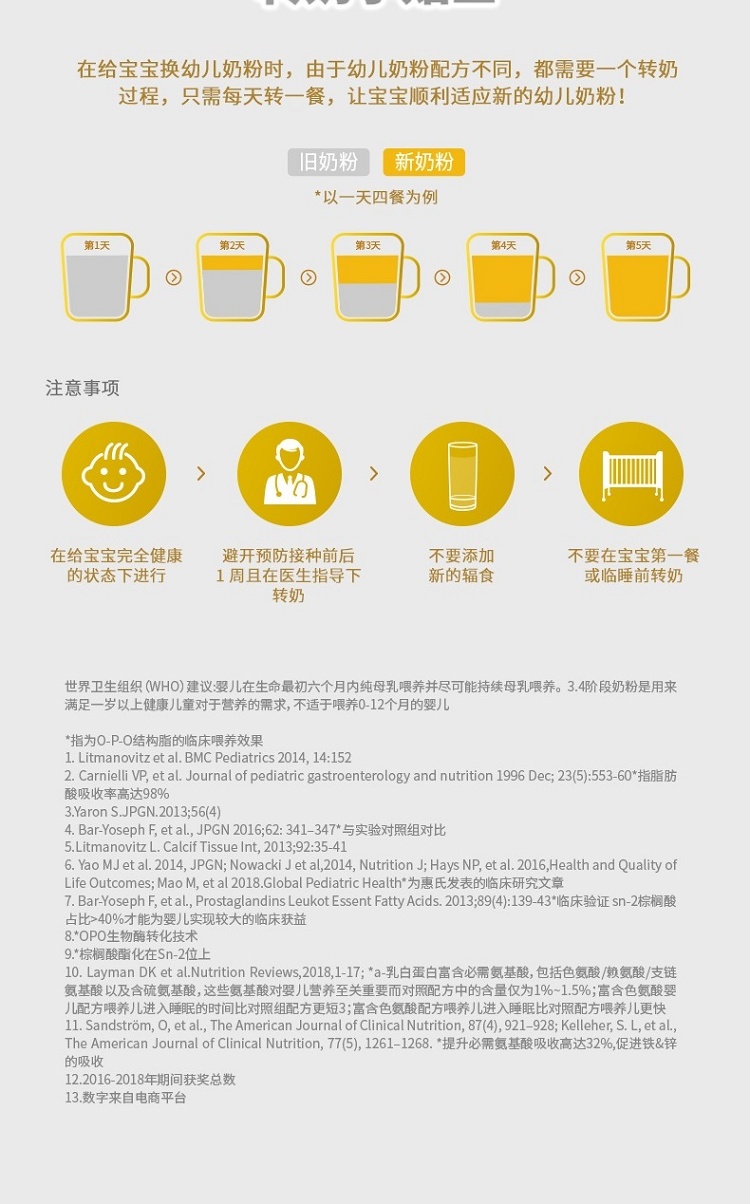 在给宝宝换幼儿奶粉时，由于幼儿奶粉配方不同，都需要一个转奶
过程，只需每天转一餐，让宝宝顺利适应新的幼儿奶粉！
旧奶粉 新奶粉
*以一天四餐为例
第1天 第2天 第3天 第4天 第5天
注意事项
在给宝宝完全健康
的状态下进行
避开预防接种前后
1 周且在医生指导下
转奶
不要添加
新的辐食
不要在宝宝第一餐
或临睡前转奶
世界卫生组织（WHO）建议:婴儿在生命最初六个月内纯母乳喂养并尽可能持续母乳喂养。3.4阶段奶粉是用来
满足一岁以上健康儿童对于营养的需求, 不适于喂养0-12个月的婴儿
*指为O-P-O结构脂的临床喂养效果
1. Litmanovitz et al. BMC Pediatrics 2014, 14:152
2. Carnielli VP, et al. Journal of pediatric gastroenterology and nutrition 1996 Dec; 23(5):553-60*指脂肪
酸吸收率高达98%
3.Yaron S.JPGN.2013;56(4)
4. Bar-Yoseph F, et al., JPGN 2016;62: 341–347*与实验对照组对比
5.Litmanovitz L. Calcif Tissue Int, 2013;92:35-41
6. Yao MJ et al. 2014, JPGN; Nowacki J et al,2014, Nutrition J; Hays NP, et al. 2016,Health and Quality of
Life Outcomes; Mao M, et al 2018.Global Pediatric Health*为惠氏发表的临床研究文章
7. Bar-Yoseph F, et al., Prostaglandins Leukot Essent Fatty Acids. 2013;89(4):139-43*临床验证 sn-2棕榈酸
占比>40%才能为婴儿实现较大的临床获益
8.*OPO生物酶转化技术
9.*棕榈酸酯化在Sn-2位上
10. Layman DK et al.Nutrition Reviews,2018,1-17; *a-乳白蛋白富含必需氨基酸, 包括色氨酸/赖氨酸/支链
氨基酸以及含硫氨基酸，这些氨基酸对婴儿营养至关重要而对照配方中的含量仅为1%~1.5%；富含色氨酸婴
儿配方喂养儿进入睡眠的时间比对照组配方更短3；富含色氨酸配方喂养儿进入睡眠比对照配方喂养儿更快
11. Sandström, O, et al., The American Journal of Clinical Nutrition, 87(4), 921–928; Kelleher, S. L, et al.,
The American Journal of Clinical Nutrition, 77(5), 1261–1268. *提升必需氨基酸吸收高达32%,促进铁&锌
的吸收
12.2016-2018年期间获奖总数
13.数字来自电商平台